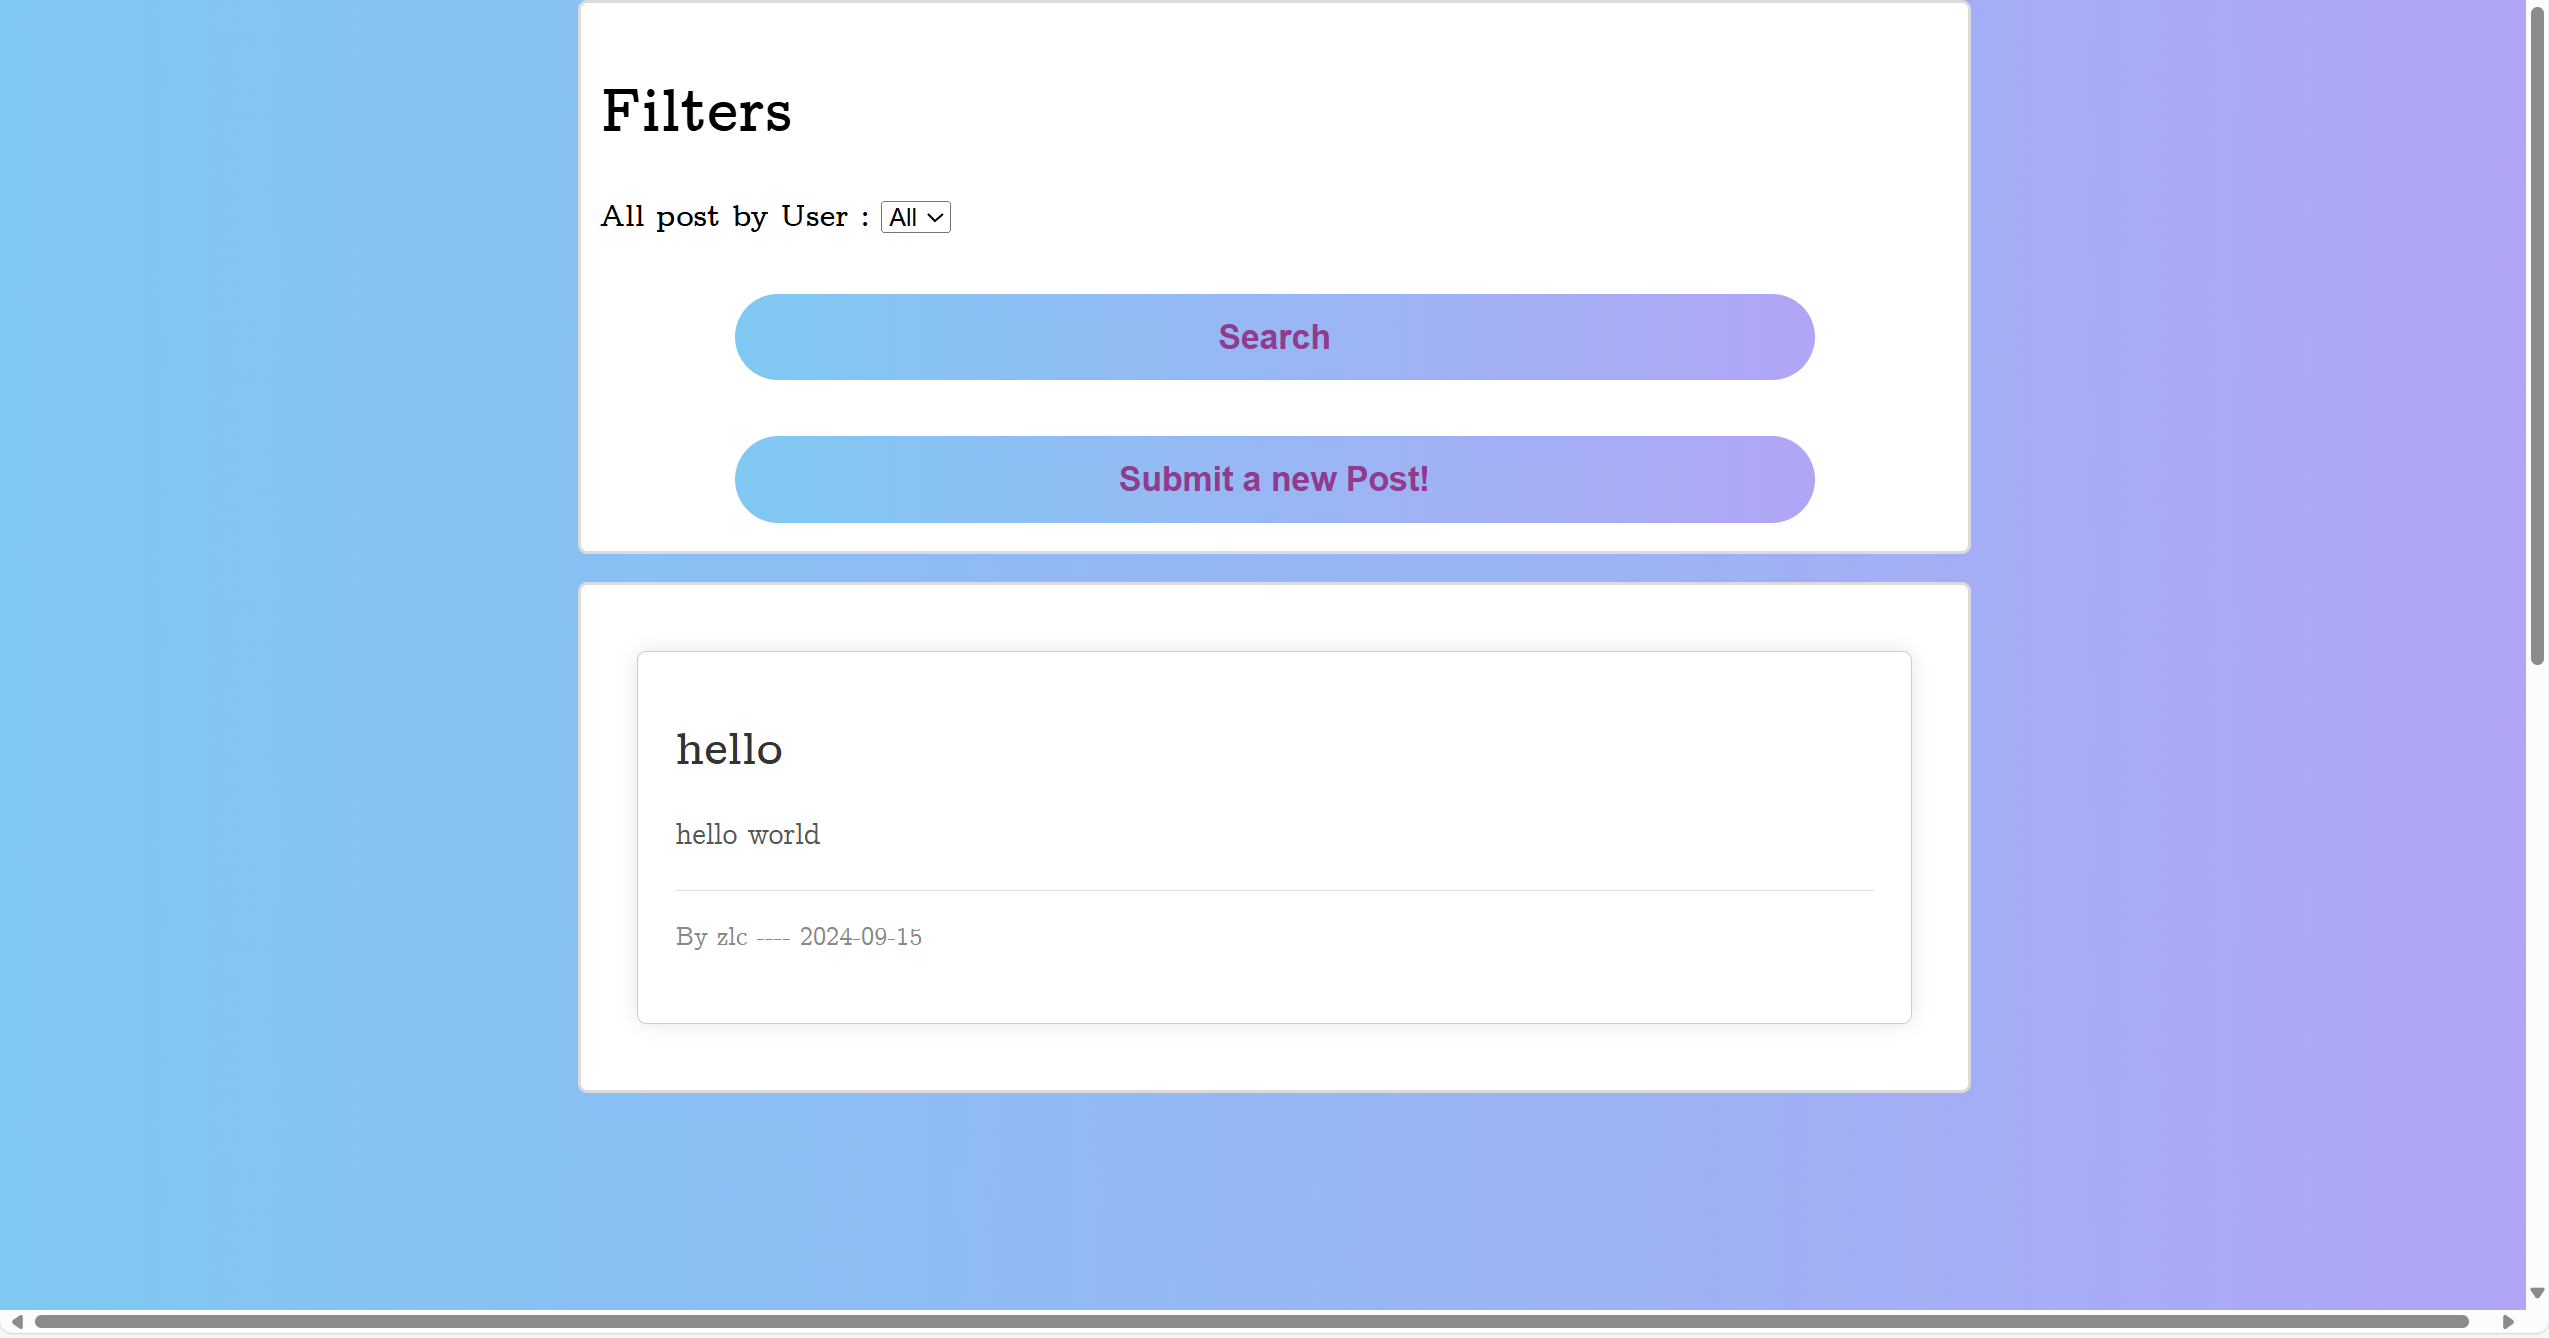 Filters
All post by User : All
Search
Submit a new Post!
hello
hello world
By zlc ---- 2024-09-15